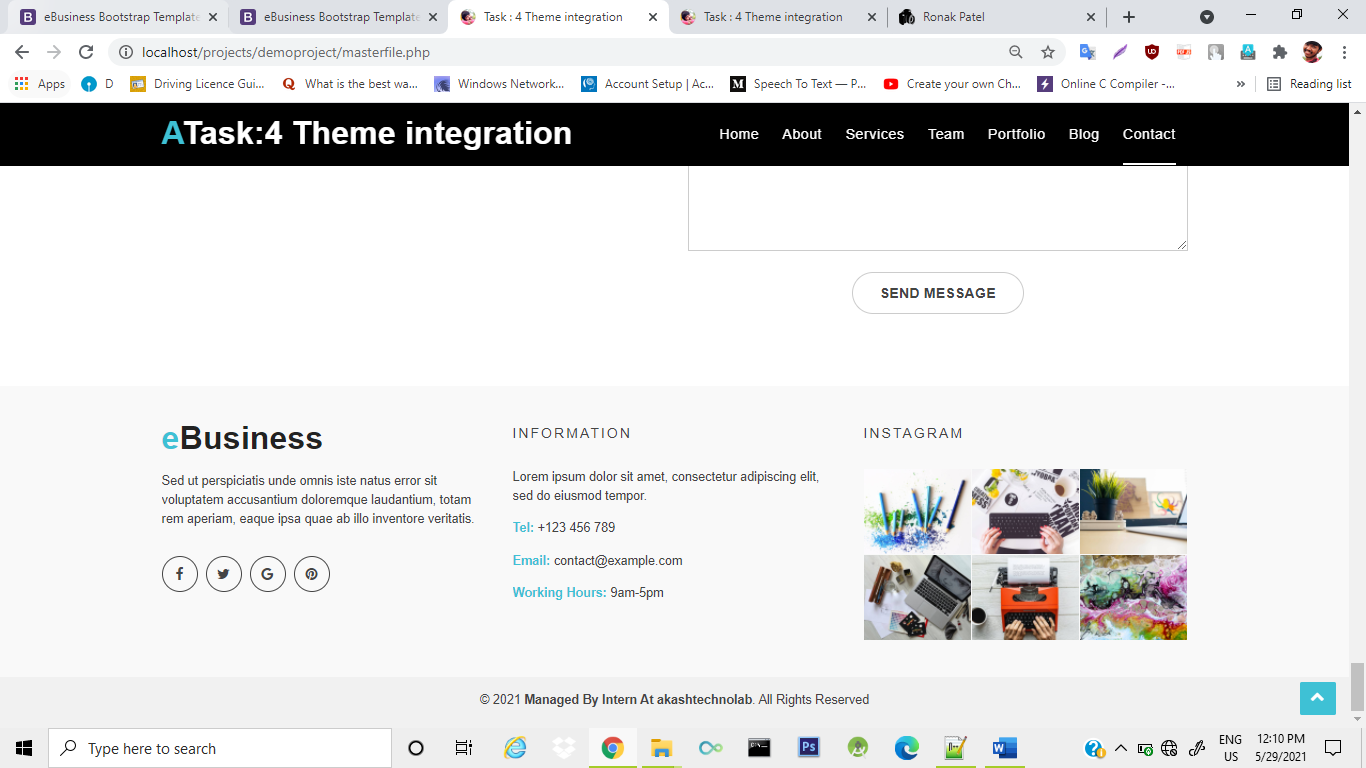 eBusiness Bootstrap Template
eBusiness Bootstrap Template
Task : 4 Theme integration
Task : 4 Theme integration
Ronak Patel
localhost/projects/demoproject/masterfile.php
Apps
D
Driving Licence Gui...
What is the best wa...
Windows Network...
Account Setup | Ac...
Speech To Text — P...
Create your own Ch...
Online C Compiler -...
»
Reading list
ATask:4 Theme integration
Home About Services Team Portfolio Blog Contact
SEND MESSAGE
eBusiness
Sed ut perspiciatis unde omnis iste natus error sit
voluptatem accusantium doloremque laudantium, totam
rem aperiam, eaque ipsa quae ab illo inventore veritatis.
INFORMATION
Lorem ipsum dolor sit amet, consectetur adipiscing elit,
sed do eiusmod tempor.
Tel: +123 456 789
Email: contact@example.com
Working Hours: 9am-5pm
INSTAGRAM
© 2021 Managed By Intern At akashtechnolab. All Rights Reserved
Type here to search
ENG
US
12:10 PM
5/29/2021